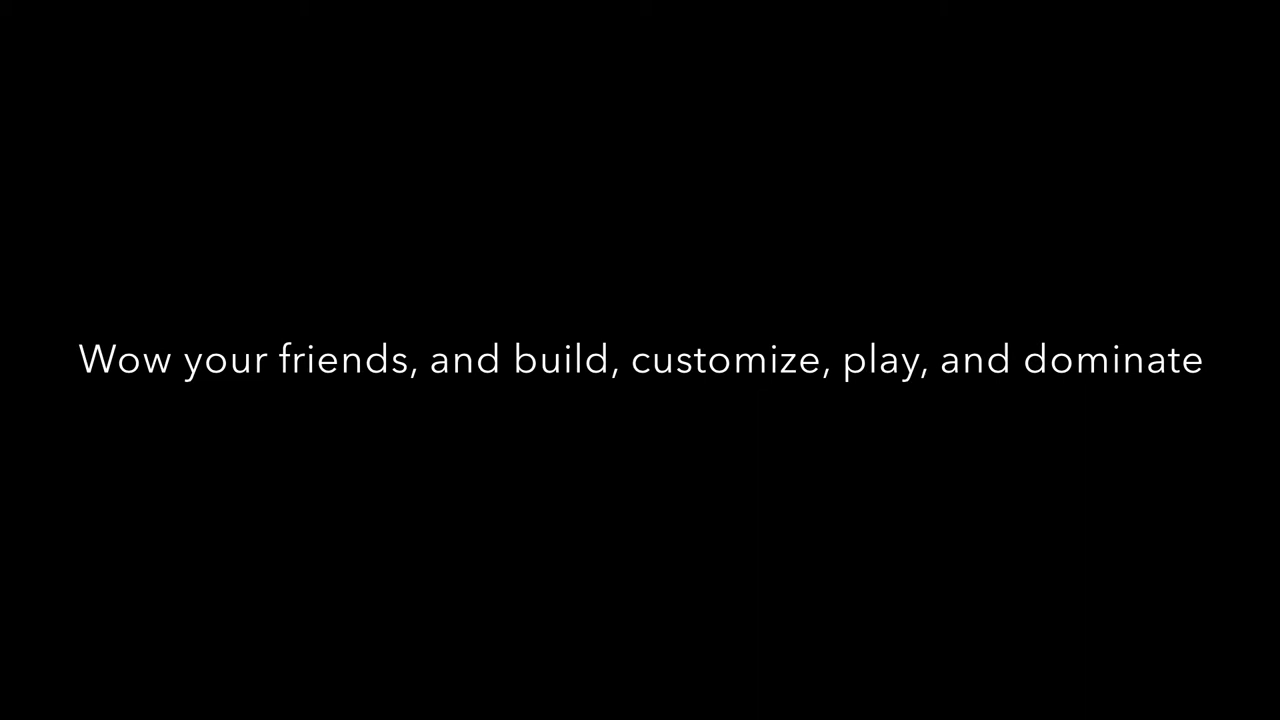 Wow your friends, and build, customize, play, and dominate